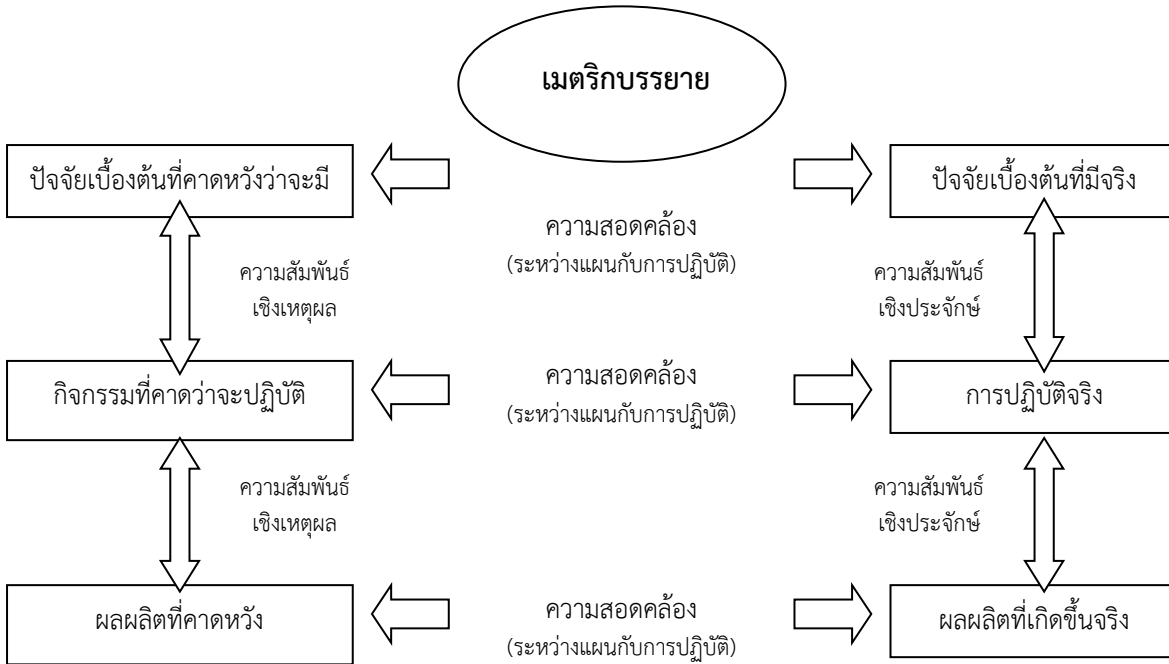 เมตริกบรรยาย
ปัจจัยเบื้องต้นที่คาดหวังว่าจะมี
ปัจจัยเบื้องต้นที่มีจริง
ความสอดคล้อง
(ระหว่างแผนกับการปฏิบัติ)
ความสัมพันธ์
เชิงเหตุผล
ความสัมพันธ์
เชิงประจักษ์
กิจกรรมที่คาดว่าจะปฏิบัติ
ความสอดคล้อง
(ระหว่างแผนกับการปฏิบัติ)
การปฏิบัติจริง
ความสัมพันธ์
เชิงเหตุผล
ความสัมพันธ์
เชิงประจักษ์
ผลผลิตที่คาดหวัง
ความสอดคล้อง
(ระหว่างแผนกับการปฏิบัติ)
ผลผลิตที่เกิดขึ้นจริง